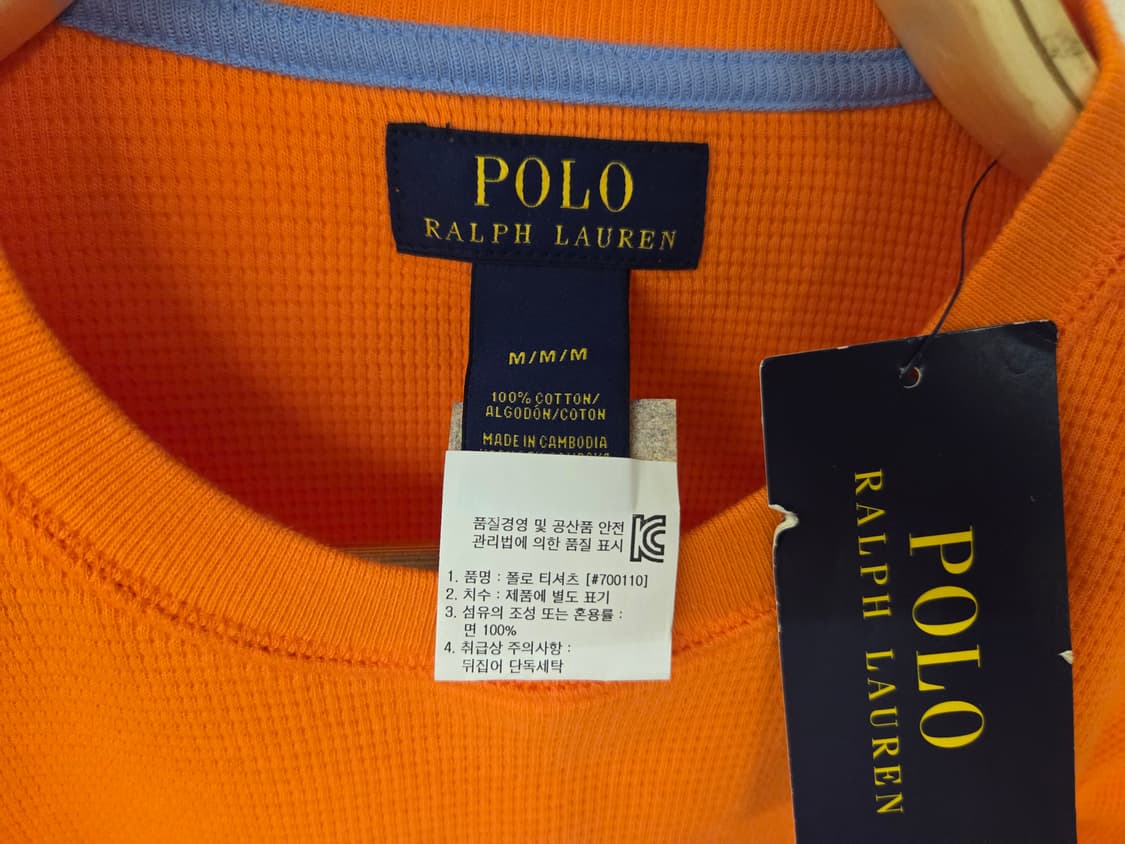 POLO
RALPH LAUREN
M/M/M
100% COTTON/
ALGODÓN/COTON
MADE IN CAMBODIA
품질경영 및 공산품 안전
관리법에 의한 품질 표시
1. 품명 : 폴로 티셔츠 [#700110]
2. 치수 : 제품에 별도 표기
3. 섬유의 조성 또는 혼용률 :
면 100%
4. 취급상 주의사항 :
뒤집어 단독세탁
POLO
RALPH LAUREN